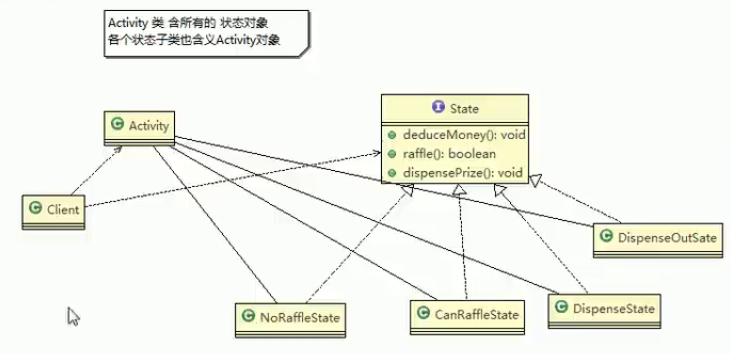 Activity 类 含所有的 状态对象
各个状态子类也含义Activity对象
I State
deduceMoney(): void
raffle(): boolean
dispensePrize(): void
C Activity
C Client
C DispenseOutSate
C NoRaffleState
C CanRaffleState
C DispenseState